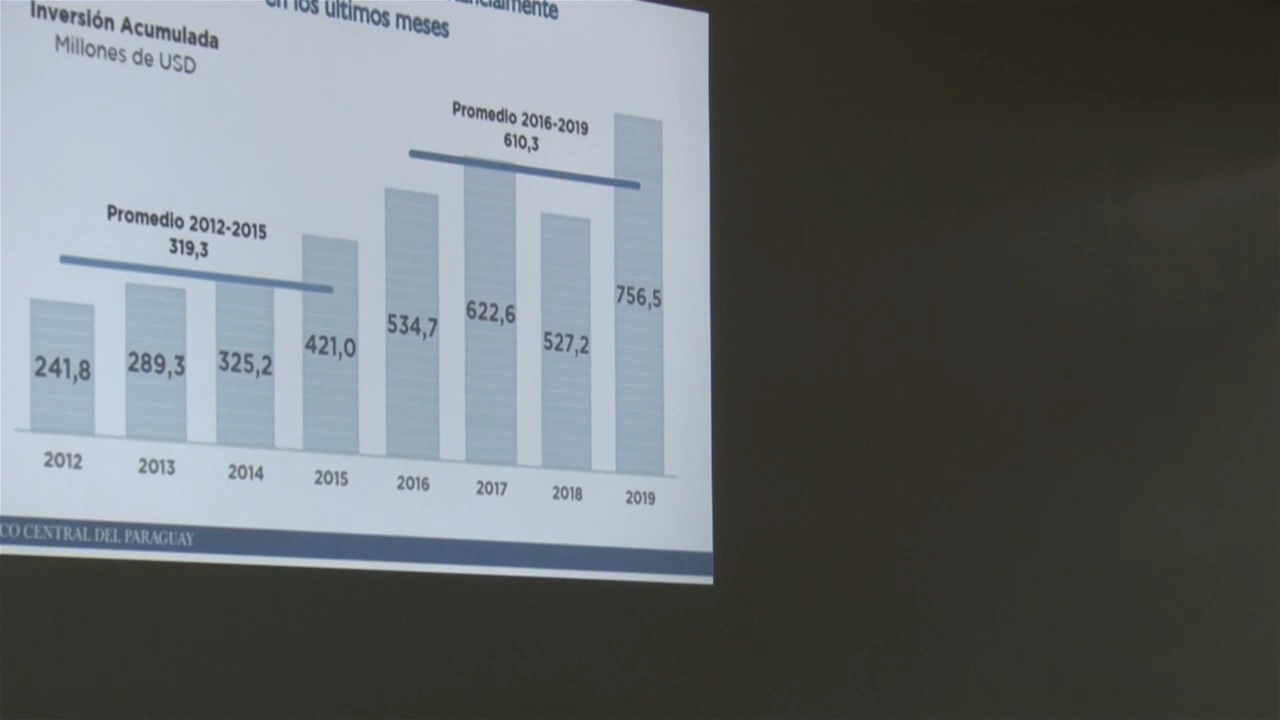 en los últimos meses
Inversión Acumulada
Millones de USD
Promedio 2016-2019
610,3
Promedio 2012-2015
319,3
241,8 289,3 325,2 421,0 534,7 622,6 527,2 756,5
2012 2013 2014 2015 2016 2017 2018 2019
CENTRAL DEL PARAGUAY